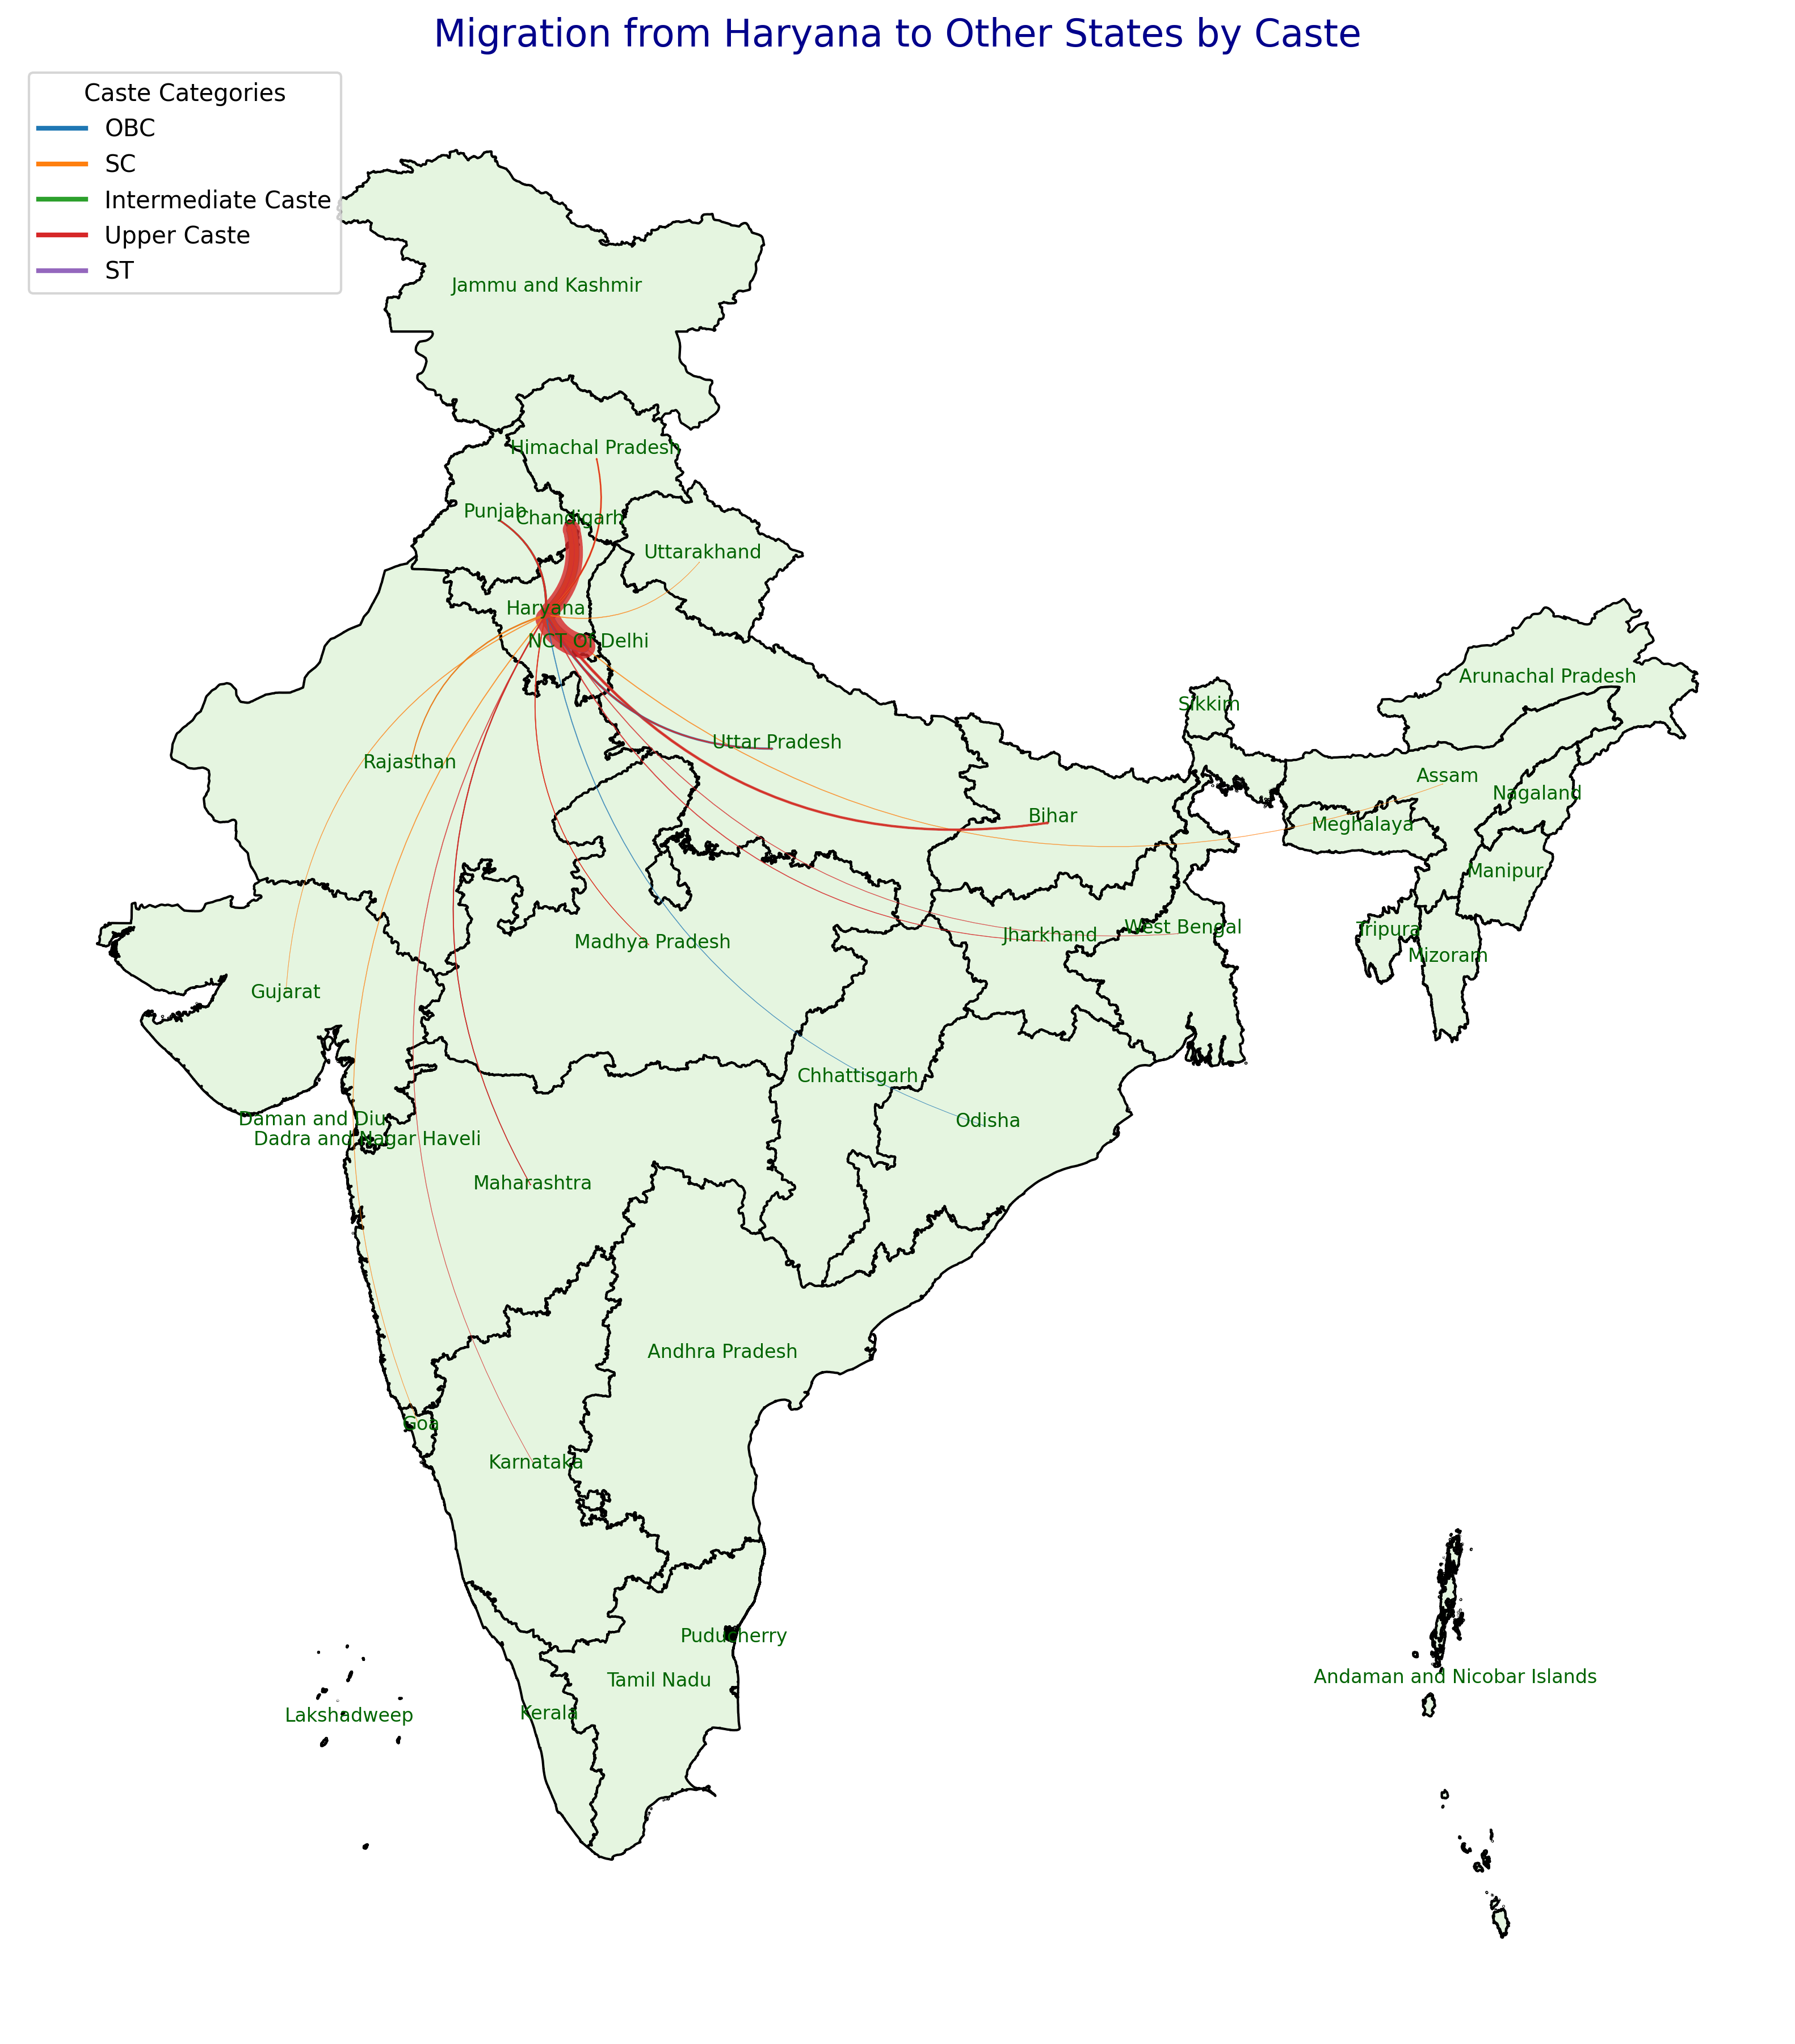 Migration from Haryana to Other States by Caste
Caste Categories
OBC
SC
Intermediate Caste
Upper Caste
ST
Jammu and Kashmir
Himachal Pradesh
Punjab
Chandigarh
Uttarakhand
Haryana
NCT Of Delhi
Arunachal Pradesh
Sikkim
Uttar Pradesh
Rajasthan
Assam
Nagaland
Bihar
Meghalaya
Manipur
West Bengal
Tripura
Jharkhand
Madhya Pradesh
Mizoram
Gujarat
Chhattisgarh
Daman and Diu
Odisha
Dadra and Nagar Haveli
Maharashtra
Andhra Pradesh
Goa
Karnataka
Puducherry
Andaman and Nicobar Islands
Tamil Nadu
Kerala
Lakshadweep